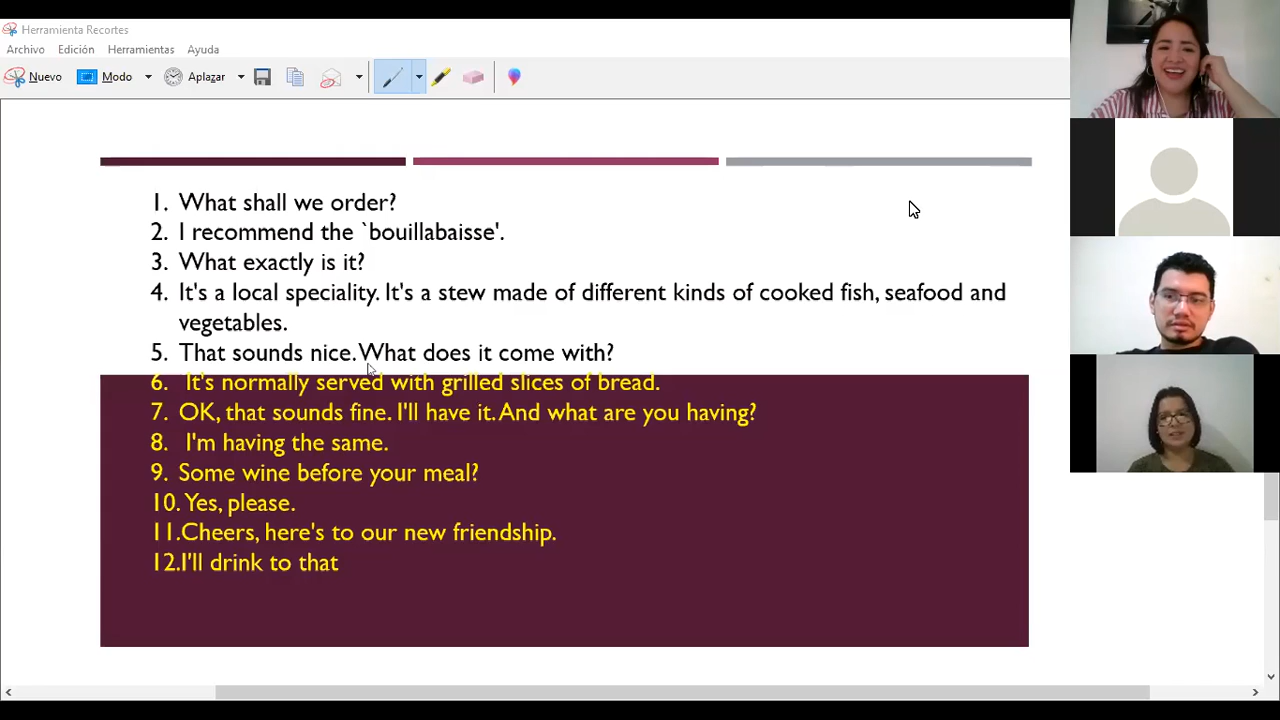 Herramienta Recortes
Archivo Edición Herramientas Ayuda
Nuevo Modo Aplazar
1. What shall we order?
2. I recommend the `bouillabaisse'.
3. What exactly is it?
4. It's a local speciality. It's a stew made of different kinds of cooked fish, seafood and
vegetables.
5. That sounds nice. What does it come with?
6. It's normally served with grilled slices of bread.
7. OK, that sounds fine. I'll have it. And what are you having?
8. I'm having the same.
9. Some wine before your meal?
10. Yes, please.
11.Cheers, here's to our new friendship.
12.I'll drink to that